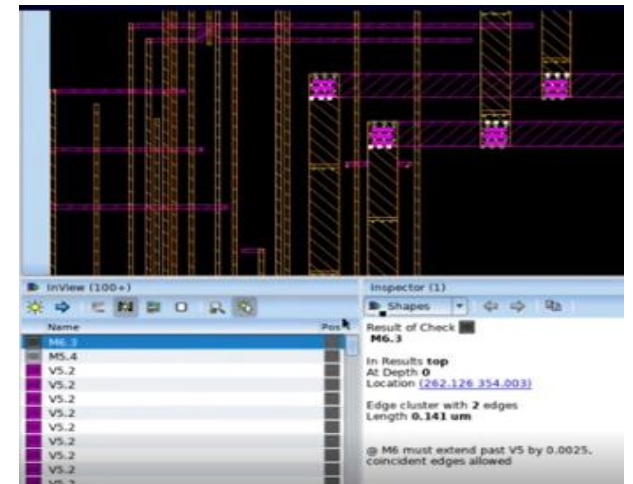 InView (100+)
Name
Pos
M6.3
M5.4
V5.2
V5.2
V5.2
V5.2
V5.2
V5.2
V5.2
V5.2
Inspector (1)
Shapes
Result of Check
M6.3
In Results top
At Depth 0
Location (262.126 354.003)
Edge cluster with 2 edges
Length 0.141 um
@ M6 must extend past V5 by 0.0025,
coincident edges allowed